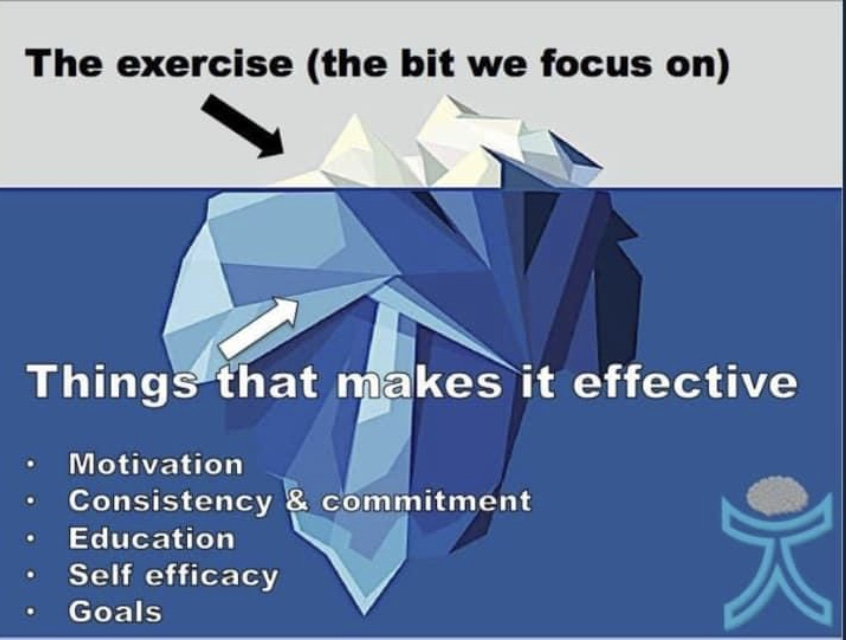 The exercise (the bit we focus on)
Things that makes it effective
• Motivation
• Consistency & commitment
• Education
• Self efficacy
• Goals